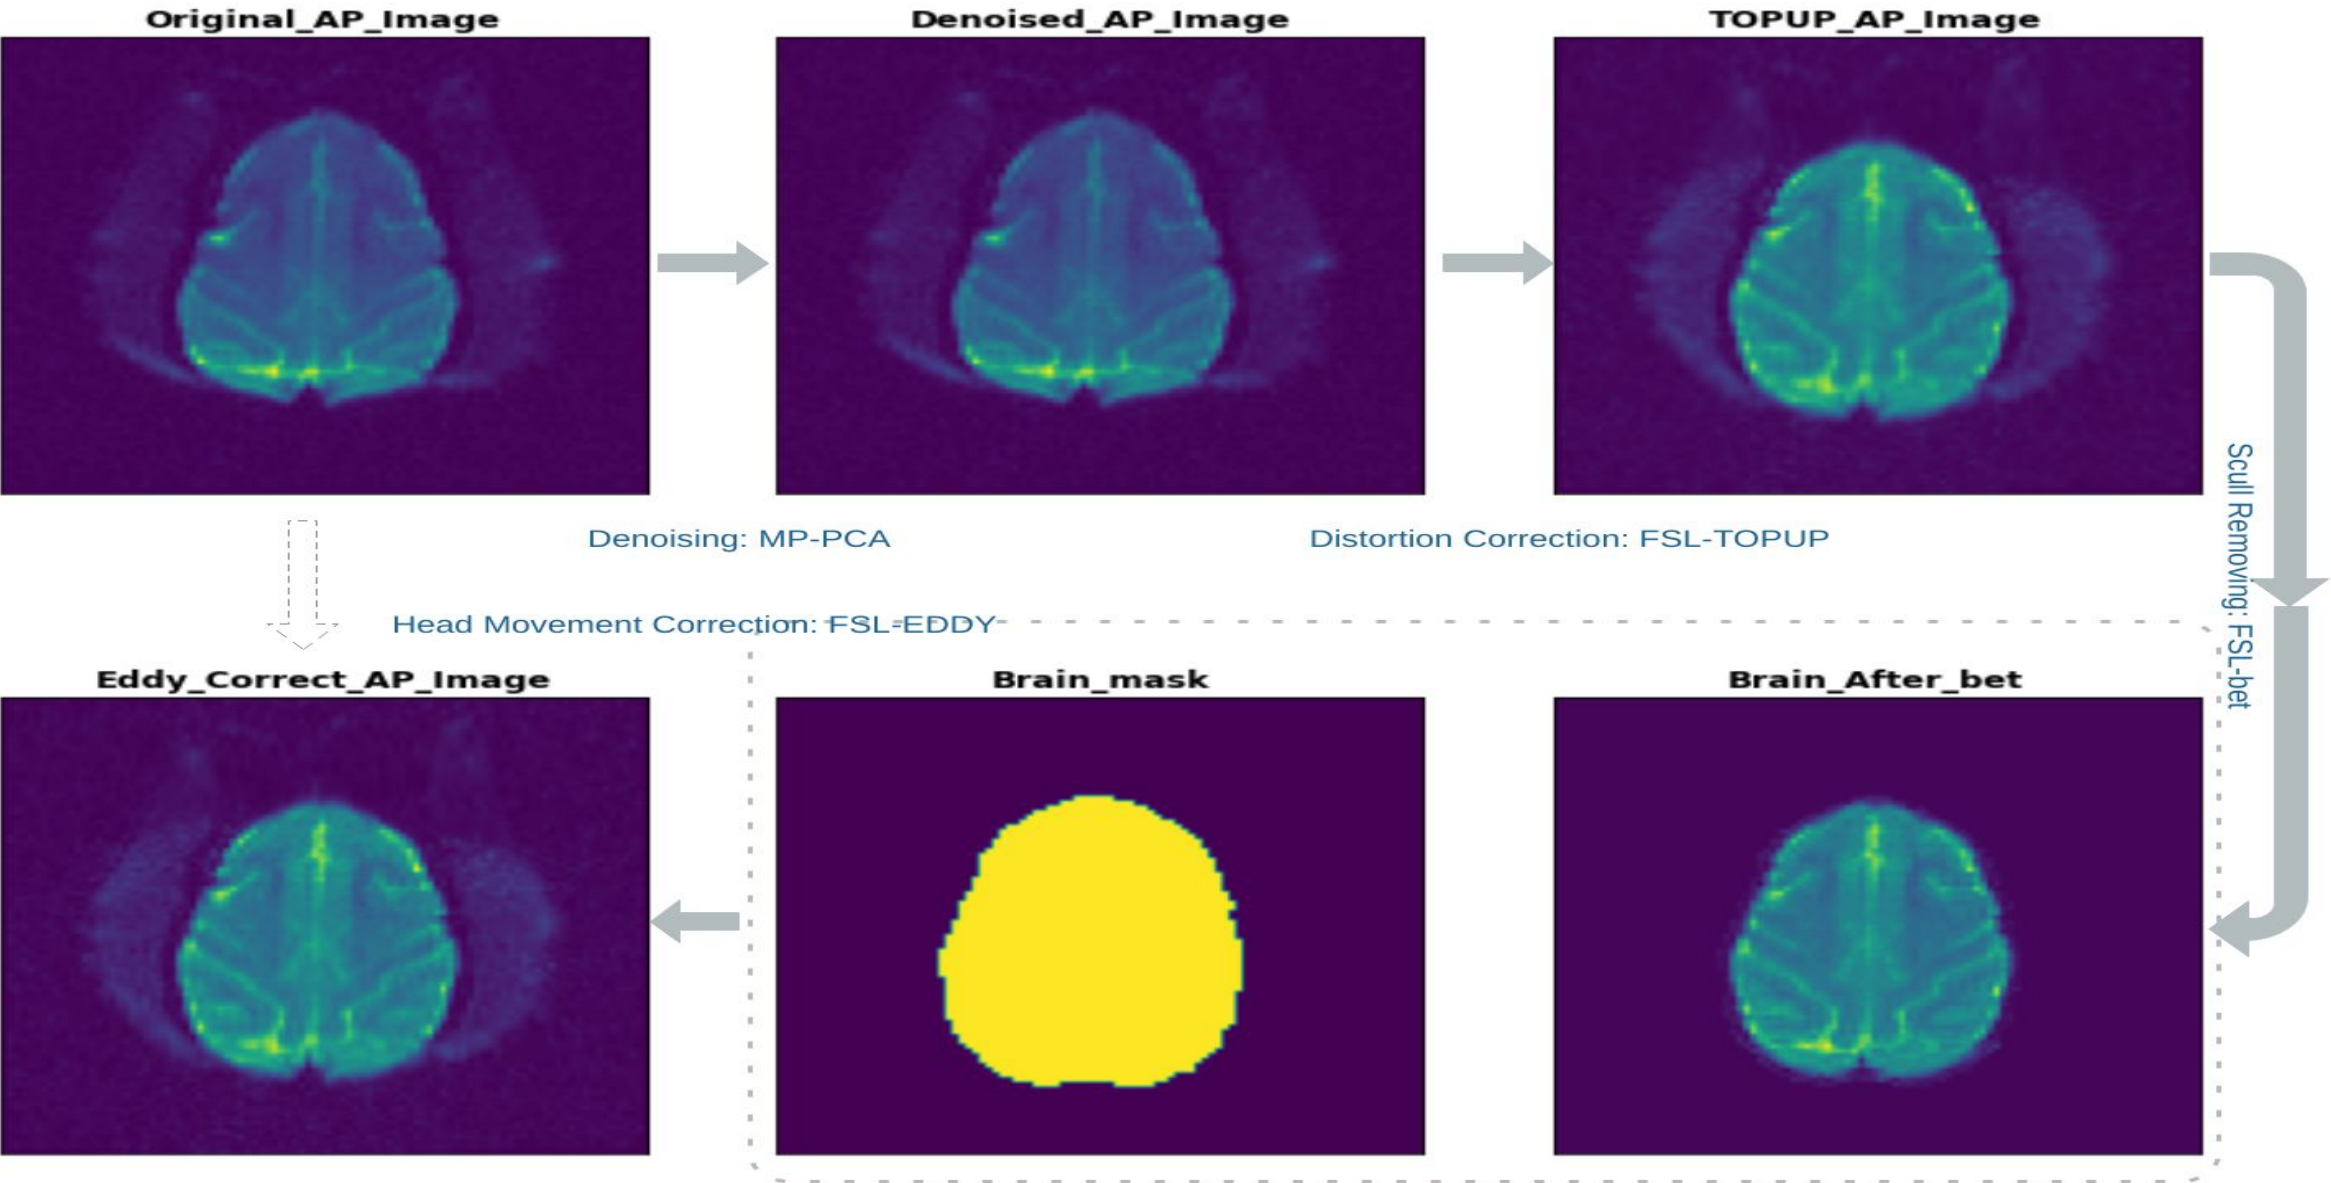 Original_AP_Image
Denoised_AP_Image
TOPUP_AP_Image
Denoising: MP-PCA
Distortion Correction: FSL-TOPUP
Scull Removing: FSL-bet
Head Movement Correction: FSL-EDDY
Eddy_Correct_AP_Image
Brain_mask
Brain_After_bet